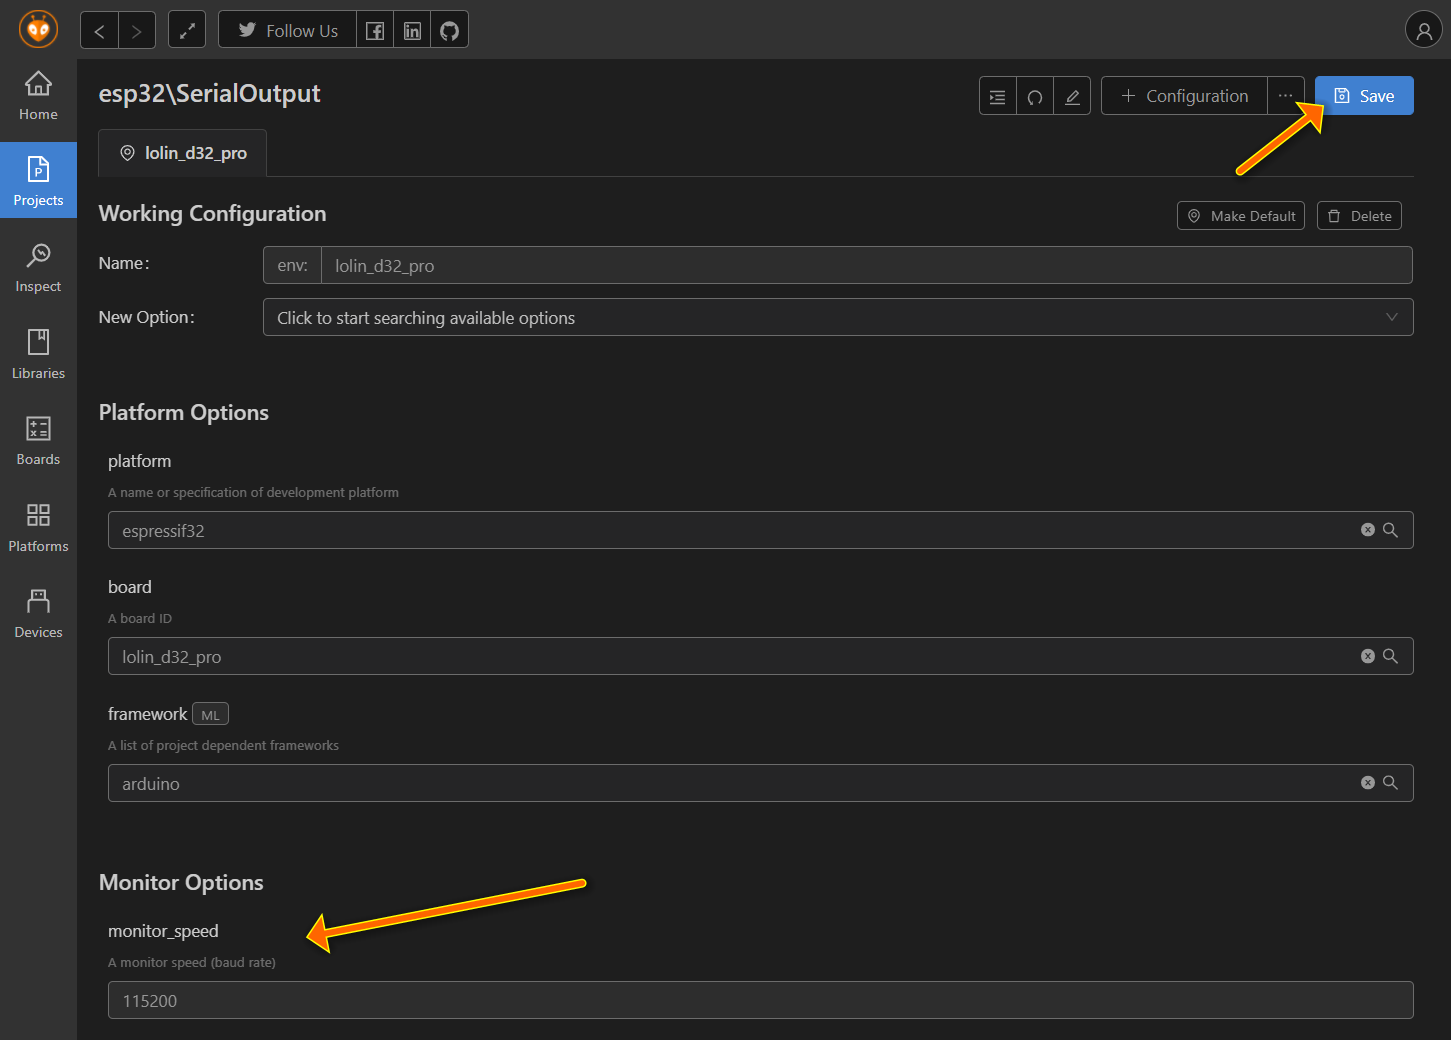 Follow Us
Home
Projects
Inspect
Libraries
Boards
Platforms
Devices
esp32\SerialOutput
Configuration
Save
lolin_d32_pro
Working Configuration
Make Default
Delete
Name:
env:
lolin_d32_pro
New Option:
Click to start searching available options
Platform Options
platform
A name or specification of development platform
espressif32
board
A board ID
lolin_d32_pro
framework ML
A list of project dependent frameworks
arduino
Monitor Options
monitor_speed
A monitor speed (baud rate)
115200